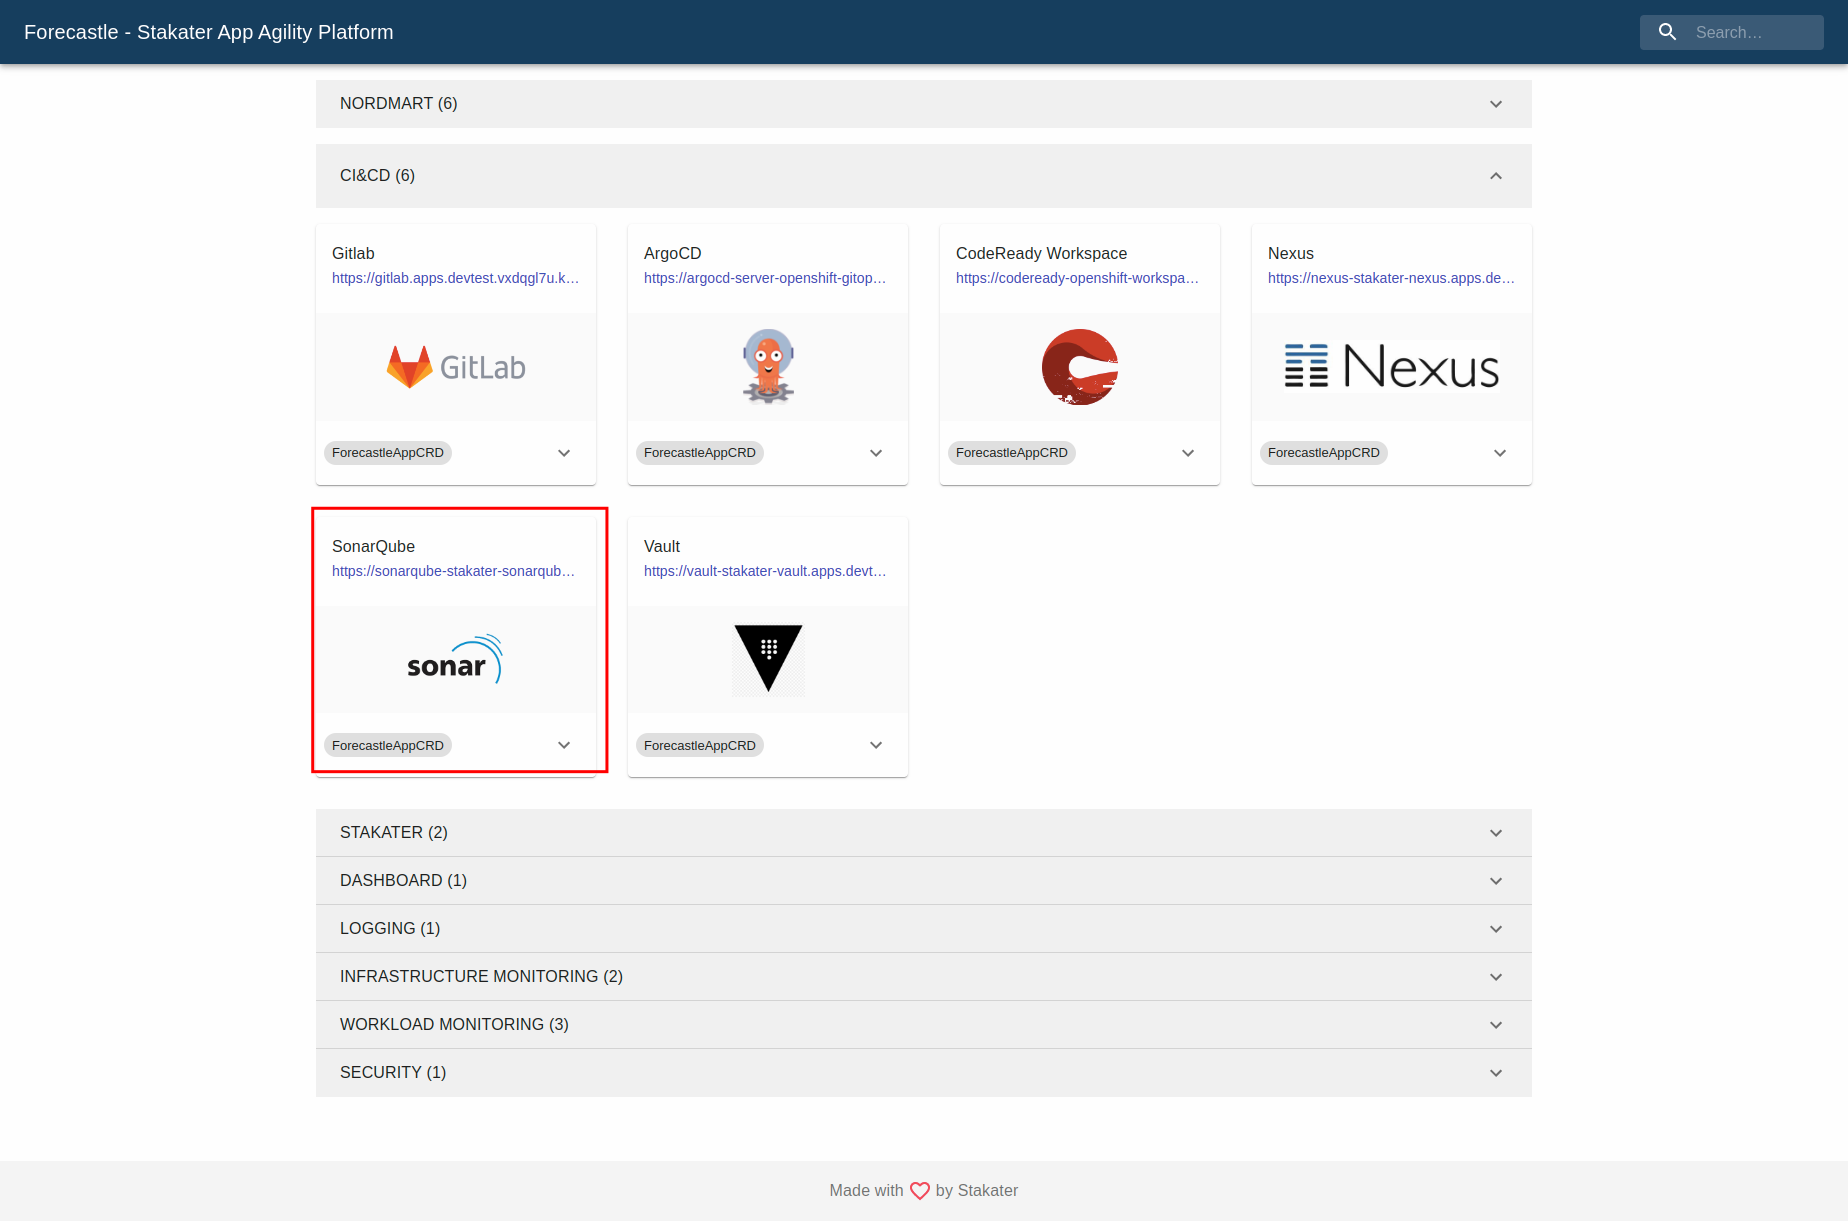 Forecastle - Stakater App Agility Platform
Search…
NORDMART (6)
CI&CD (6)
Gitlab
https://gitlab.apps.devtest.vxdqgl7u.k…
GitLab
ForecastleAppCRD
ArgoCD
https://argocd-server-openshift-gitop…
ForecastleAppCRD
CodeReady Workspace
https://codeready-openshift-workspa…
ForecastleAppCRD
Nexus
https://nexus-stakater-nexus.apps.de…
Nexus
ForecastleAppCRD
SonarQube
https://sonarqube-stakater-sonarqub…
sonar
ForecastleAppCRD
Vault
https://vault-stakater-vault.apps.devt…
ForecastleAppCRD
STAKATER (2)
DASHBOARD (1)
LOGGING (1)
INFRASTRUCTURE MONITORING (2)
WORKLOAD MONITORING (3)
SECURITY (1)
Made with by Stakater